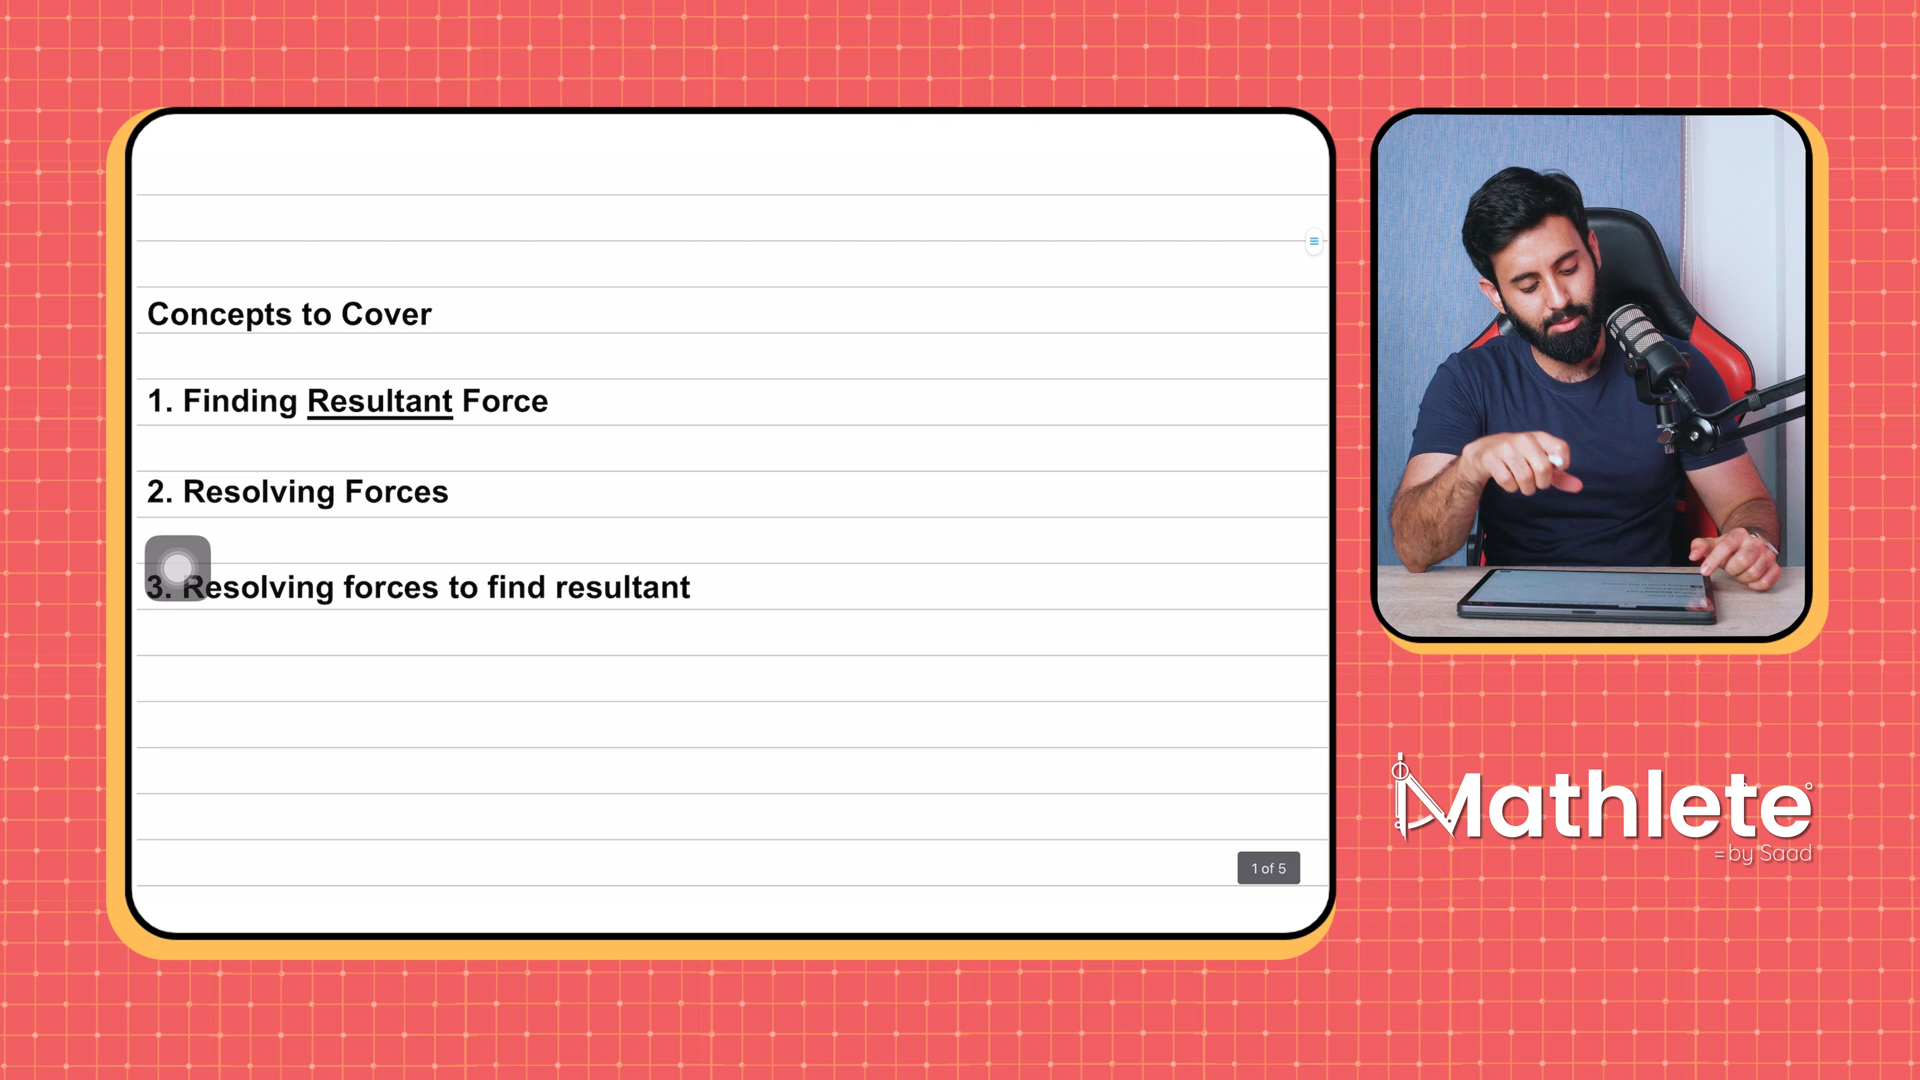 Concepts to Cover
1. Finding Resultant Force
2. Resolving Forces
3. Resolving forces to find resultant
1 of 5
Mathlete
=by Saad